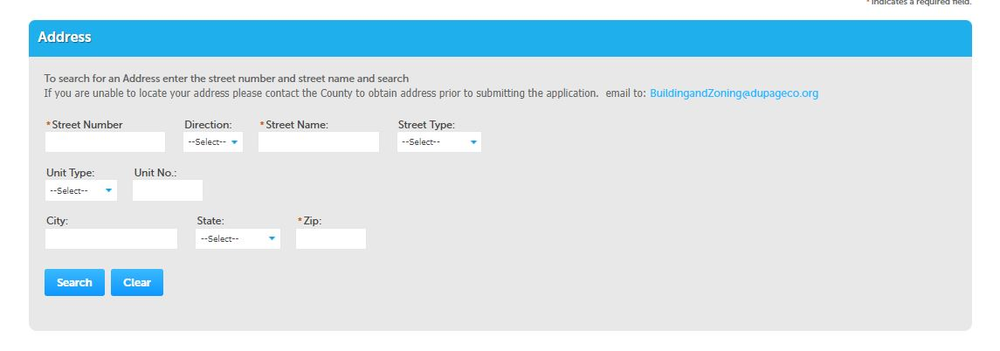 * indicates a required field.
Address
To search for an Address enter the street number and street name and search
If you are unable to locate your address please contact the County to obtain address prior to submitting the application.  email to: BuildingandZoning@dupageco.org
* Street Number Direction: * Street Name: Street Type:
--Select-- --Select--
Unit Type: Unit No.:
--Select--
City: State: * Zip:
--Select--
Search Clear